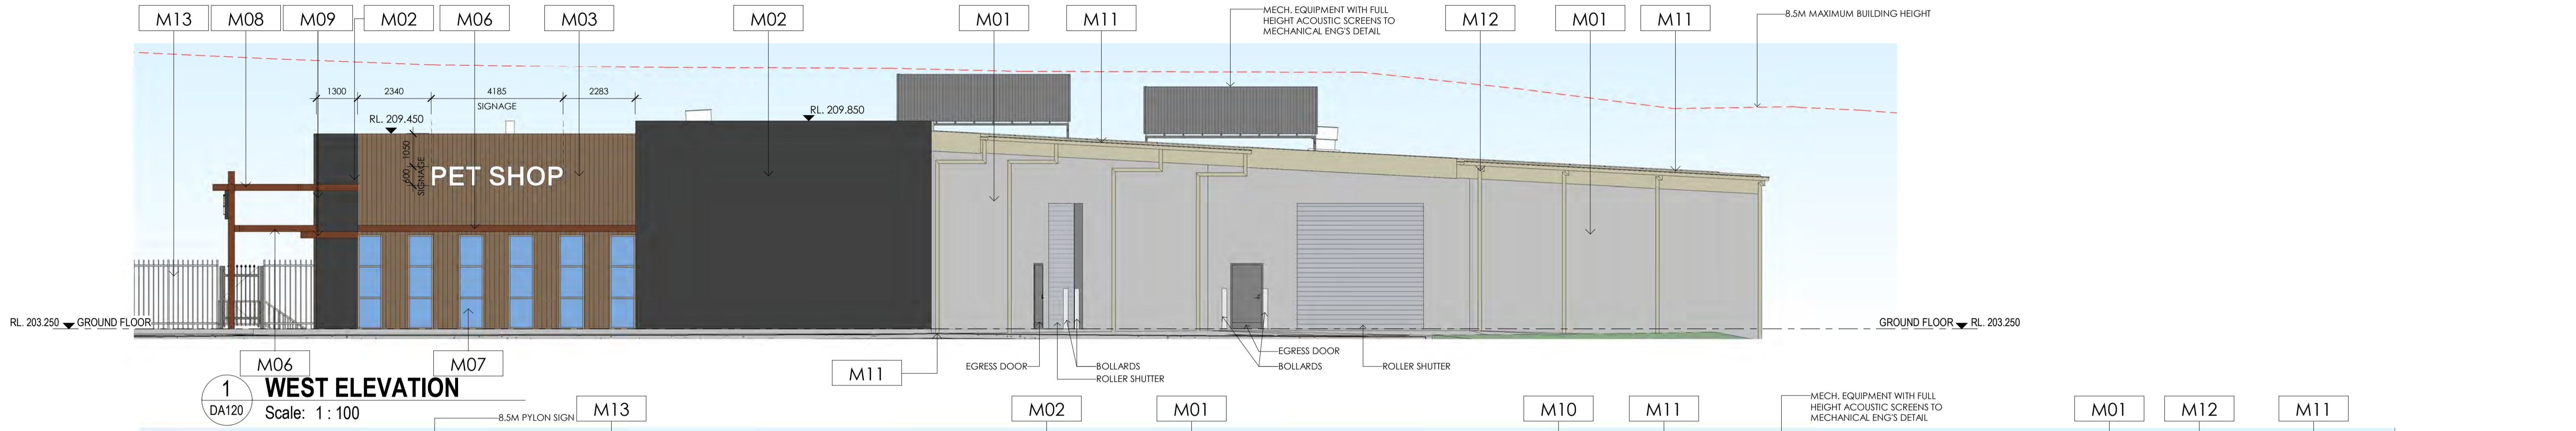 M13
M08
M09
M02
M06
M03
M02
M01
M11
MECH. EQUIPMENT WITH FULL
HEIGHT ACOUSTIC SCREENS TO
MECHANICAL ENG'S DETAIL
M12
M01
M11
8.5M MAXIMUM BUILDING HEIGHT
1300
2340
4185
2283
SIGNAGE
RL. 209.450
RL. 209.850
1050
600
SIGNAGE
PET SHOP
RL. 203.250
GROUND FLOOR
GROUND FLOOR
RL. 203.250
M06
M07
M11
EGRESS DOOR
BOLLARDS
ROLLER SHUTTER
EGRESS DOOR
BOLLARDS
ROLLER SHUTTER
1
DA120
WEST ELEVATION
Scale: 1 : 100
8.5M PYLON SIGN
M13
M02
M01
M10
M11
MECH. EQUIPMENT WITH FULL
HEIGHT ACOUSTIC SCREENS TO
MECHANICAL ENG'S DETAIL
M01
M12
M11